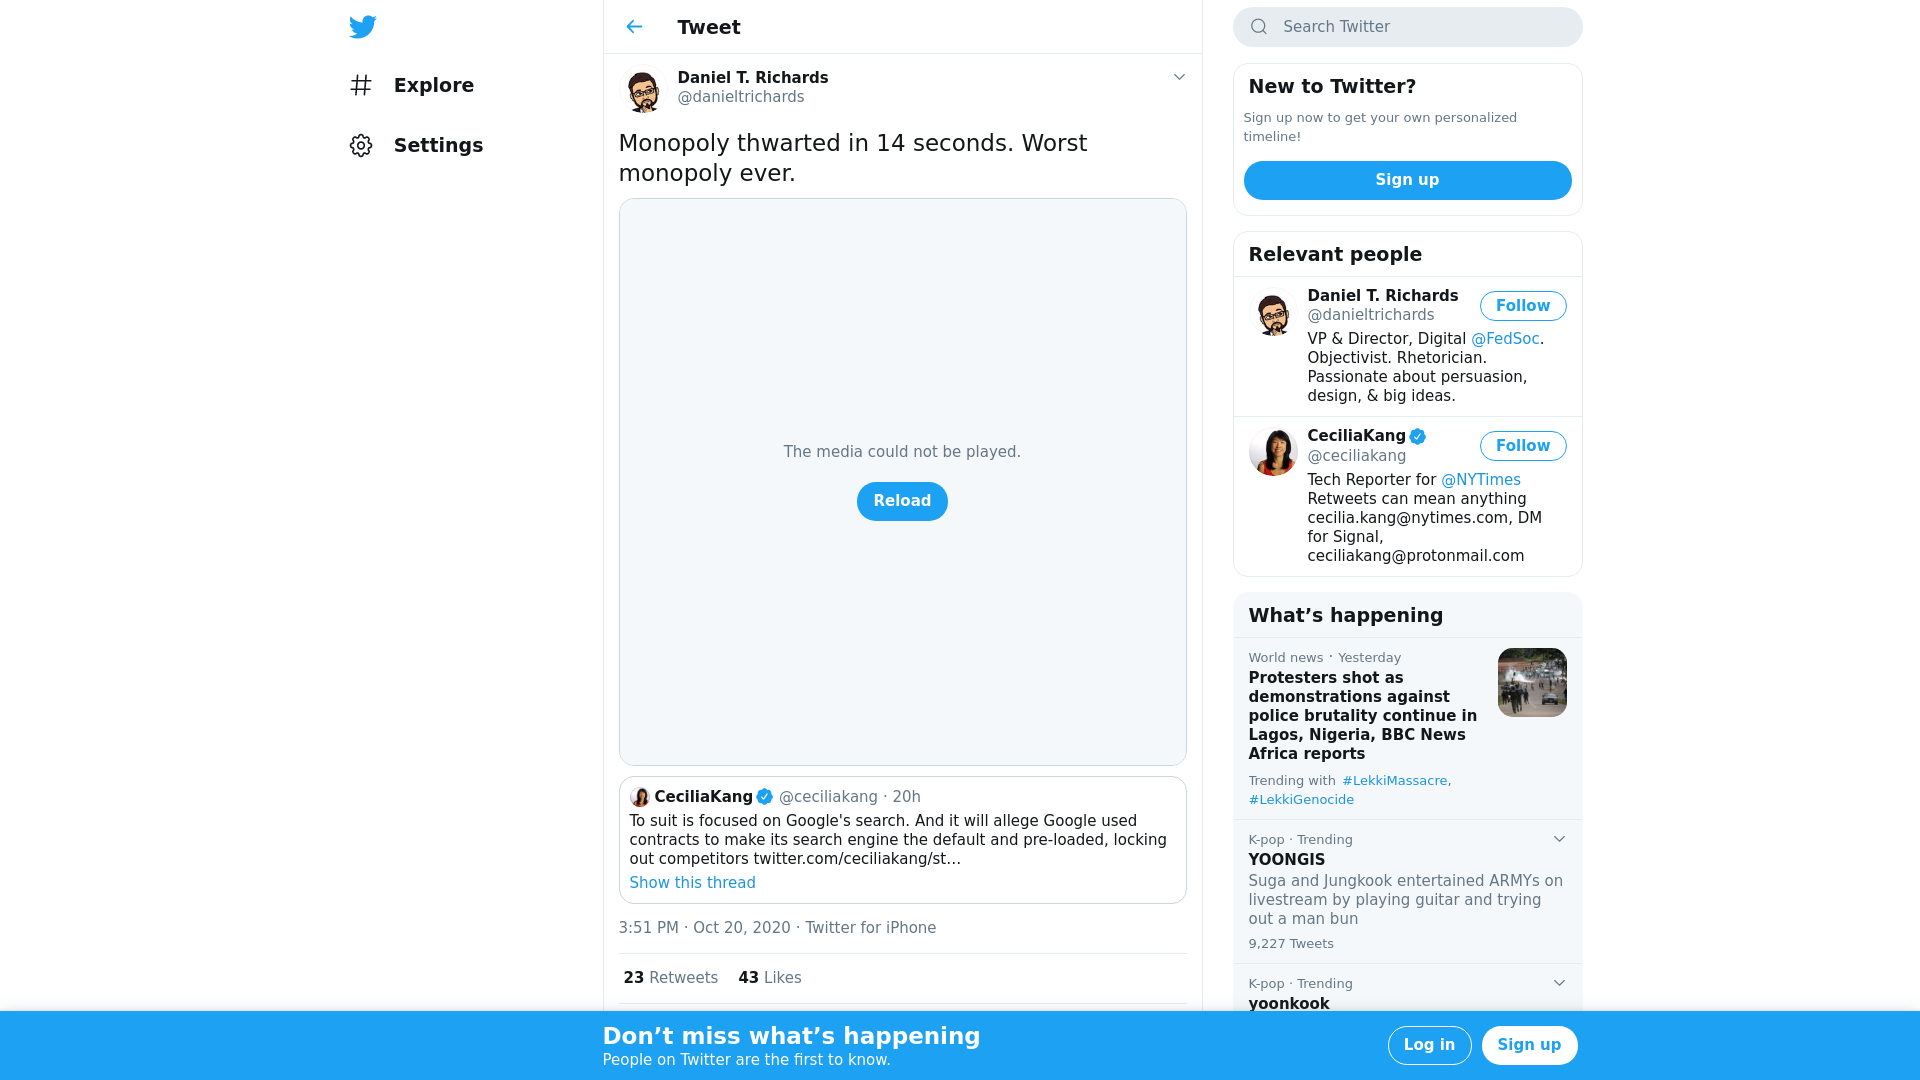 Explore
Settings
Tweet
Daniel T. Richards
@danieltrichards
Monopoly thwarted in 14 seconds. Worst
monopoly ever.
The media could not be played.
Reload
CeciliaKang @ceciliakang · 20h
To suit is focused on Google's search. And it will allege Google used
contracts to make its search engine the default and pre-loaded, locking
out competitors twitter.com/ceciliakang/st…
Show this thread
3:51 PM · Oct 20, 2020 · Twitter for iPhone
23 Retweets 43 Likes
Search Twitter
New to Twitter?
Sign up now to get your own personalized
timeline!
Sign up
Relevant people
Daniel T. Richards
@danieltrichards
Follow
VP & Director, Digital @FedSoc.
Objectivist. Rhetorician.
Passionate about persuasion,
design, & big ideas.
CeciliaKang
@ceciliakang
Follow
Tech Reporter for @NYTimes
Retweets can mean anything
cecilia.kang@nytimes.com, DM
for Signal,
ceciliakang@protonmail.com
What’s happening
World news · Yesterday
Protesters shot as
demonstrations against
police brutality continue in
Lagos, Nigeria, BBC News
Africa reports
Trending with #LekkiMassacre,
#LekkiGenocide
K-pop · Trending
YOONGIS
Suga and Jungkook entertained ARMYs on
livestream by playing guitar and trying
out a man bun
9,227 Tweets
K-pop · Trending
yoonkook
Don’t miss what’s happening
People on Twitter are the first to know.
Log in
Sign up